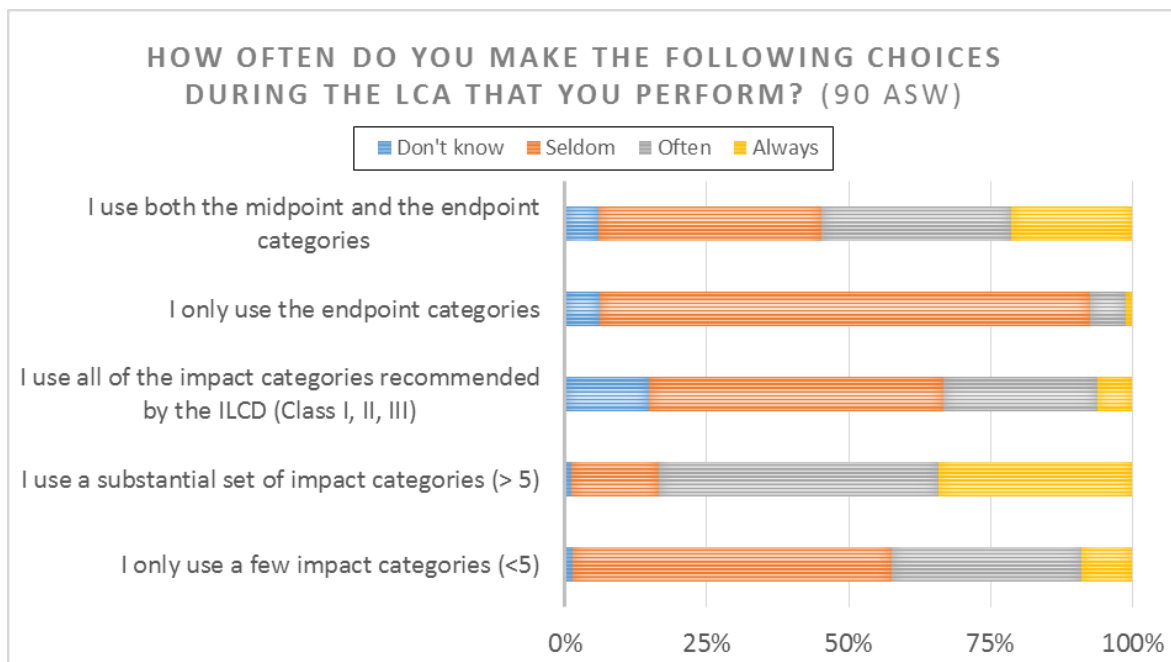 HOW OFTEN DO YOU MAKE THE FOLLOWING CHOICES
DURING THE LCA THAT YOU PERFORM? (90 ASW)
Don't know Seldom Often Always
I use both the midpoint and the endpoint
categories
I only use the endpoint categories
I use all of the impact categories recommended
by the ILCD (Class I, II, III)
I use a substantial set of impact categories (> 5)
I only use a few impact categories (<5)
0% 25% 50% 75% 100%